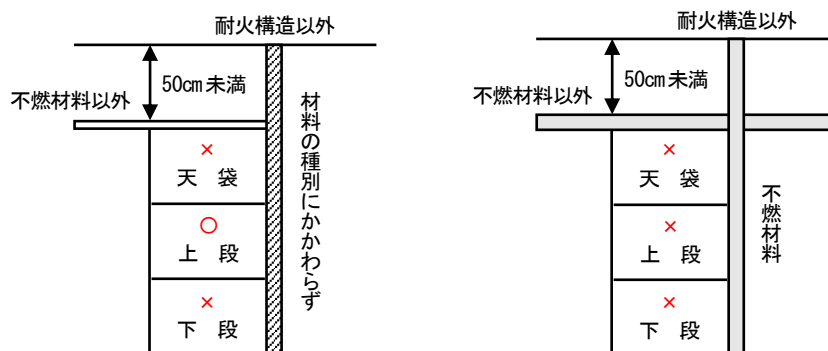 耐火構造以外
50㎝未満
不燃材料以外
×
天 袋
○
上 段
×
下 段
材料の種別にかかわらず
耐火構造以外
50㎝未満
不燃材料以外
×
天 袋
×
上 段
×
下 段
不燃材料